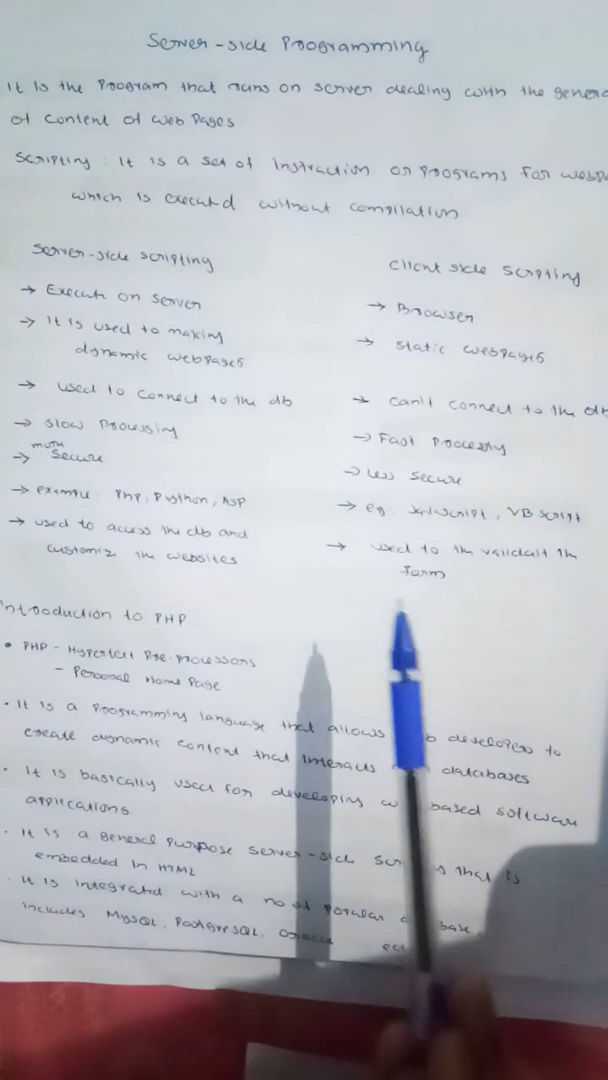 Server-side Programming
It is the Program that runs on server dealing with the genera
of content of web Pages
Scripting: It is a set of instruction or Programs for webpa
which is executed without compilation.
Server-side scripting
→ Execute on server
→ It is used to making
dynamic webpages
→ used to connect to the db
→ slow Processing
→ more Secure
→ example: Php, Python, ASP
→ used to access the db and
customize the websites
client side scripting
→ Browser
→ static webpages
→ can't connect to the db
→ Fast Processing
→ less secure
→ eg. JavaScript, VB script
→ used to the validate the
form
Introduction to PHP:
• PHP - Hypertext Pre-processors
- Personal Home Page
• It is a Programming language that allows developers to
create dynamic content that interacts databases
• It is basically used for developing based software
applications
• It is a General Purpose server-side that is
embedded in HTML
• It is integrated with a no of Popular base
includes MySQL, PostgreSQL, Oracle ect